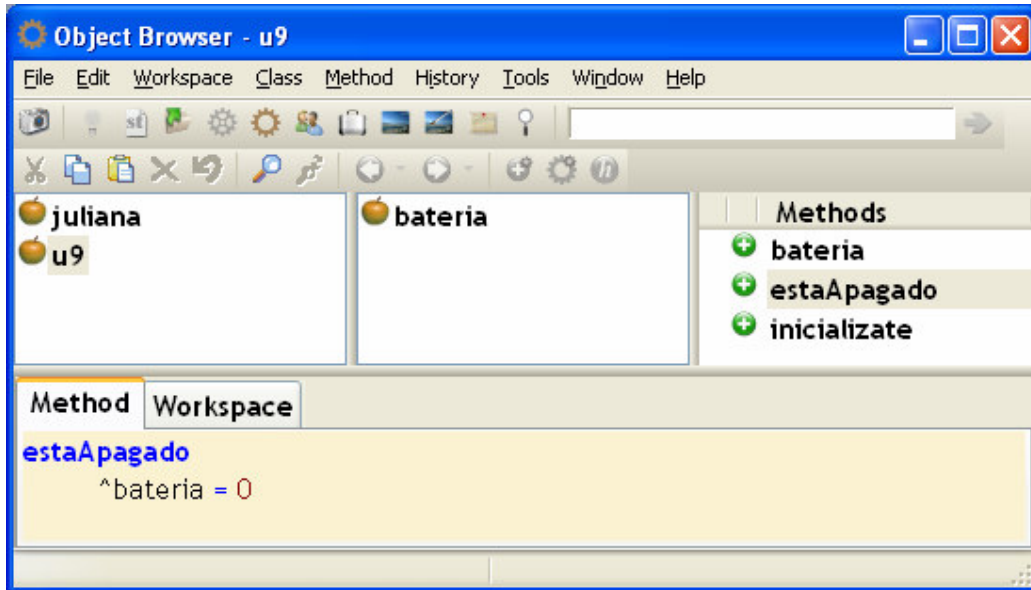 Object Browser - u9
File Edit Workspace Class Method History Tools Window Help
st
juliana
u9
bateria
Methods
bateria
estaApagado
inicializate
Method Workspace
estaApagado
^bateria = 0